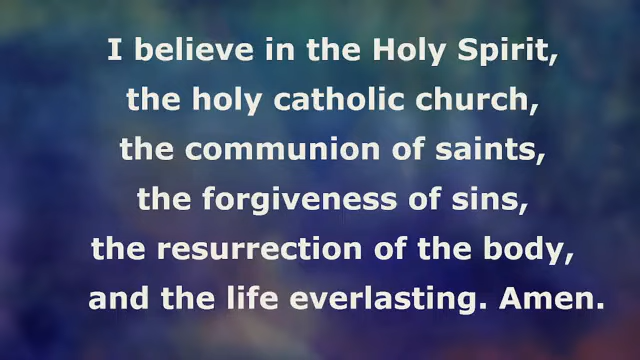 I believe in the Holy Spirit,
the holy catholic church,
the communion of saints,
the forgiveness of sins,
the resurrection of the body,
and the life everlasting. Amen.